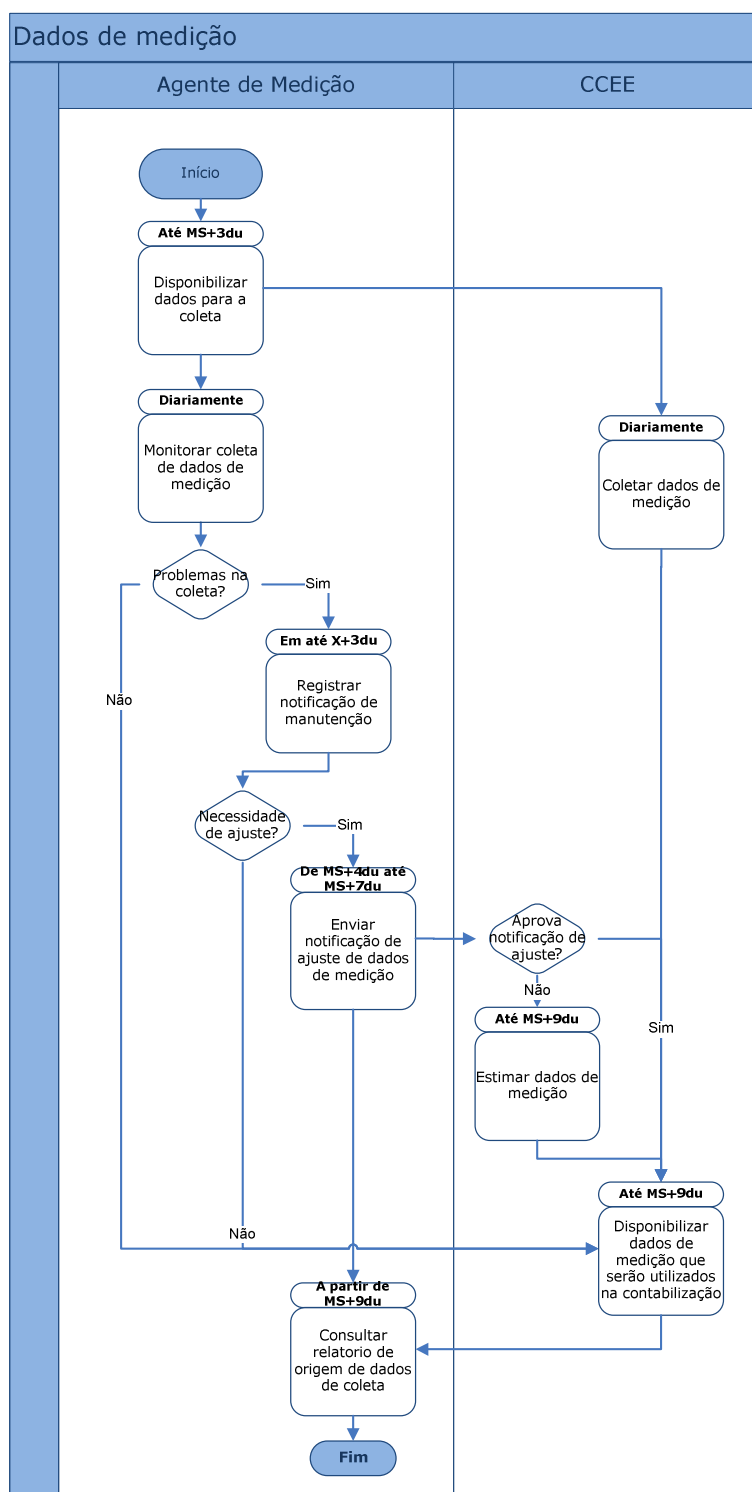 Dados de medição
Agente de Medição
CCEE
Início
Até MS+3du
Disponibilizar
dados para a
coleta
Diariamente
Monitorar coleta
de dados de
medição
Diariamente
Coletar dados de
medição
Problemas na
coleta?
Sim
Não
Em até X+3du
Registrar
notificação de
manutenção
Necessidade
de ajuste?
Sim
De MS+4du até
MS+7du
Enviar
notificação de
ajuste de dados
de medição
Aprova
notificação de
ajuste?
Não
Sim
Até MS+9du
Estimar dados de
medição
Até MS+9du
Disponibilizar
dados de
medição que
serão utilizados
na contabilização
Não
A partir de
MS+9du
Consultar
relatorio de
origem de dados
de coleta
Fim